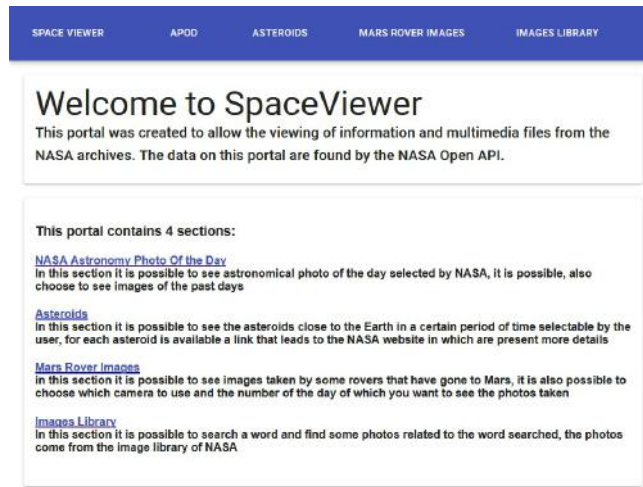 SPACE VIEWER APOD ASTEROIDS MARS ROVER IMAGES IMAGES LIBRARY
Welcome to SpaceViewer
This portal was created to allow the viewing of information and multimedia files from the
NASA archives. The data on this portal are found by the NASA Open API.
This portal contains 4 sections:
NASA Astronomy Photo Of the Day
In this section it is possible to see astronomical photo of the day selected by NASA, it is possible, also
choose to see images of the past days
Asteroids
In this section it is possible to see the asteroids close to the Earth in a certain period of time selectable by the
user, for each asteroid is available a link that leads to the NASA website in which are present more details
Mars Rover Images
in this section it is possible to see images taken by some rovers that have gone to Mars, it is also possible to
choose which camera to use and the number of the day of which you want to see the photos taken
Images Library
In this section it is possible to search a word and find some photos related to the word searched, the photos
come from the image library of NASA